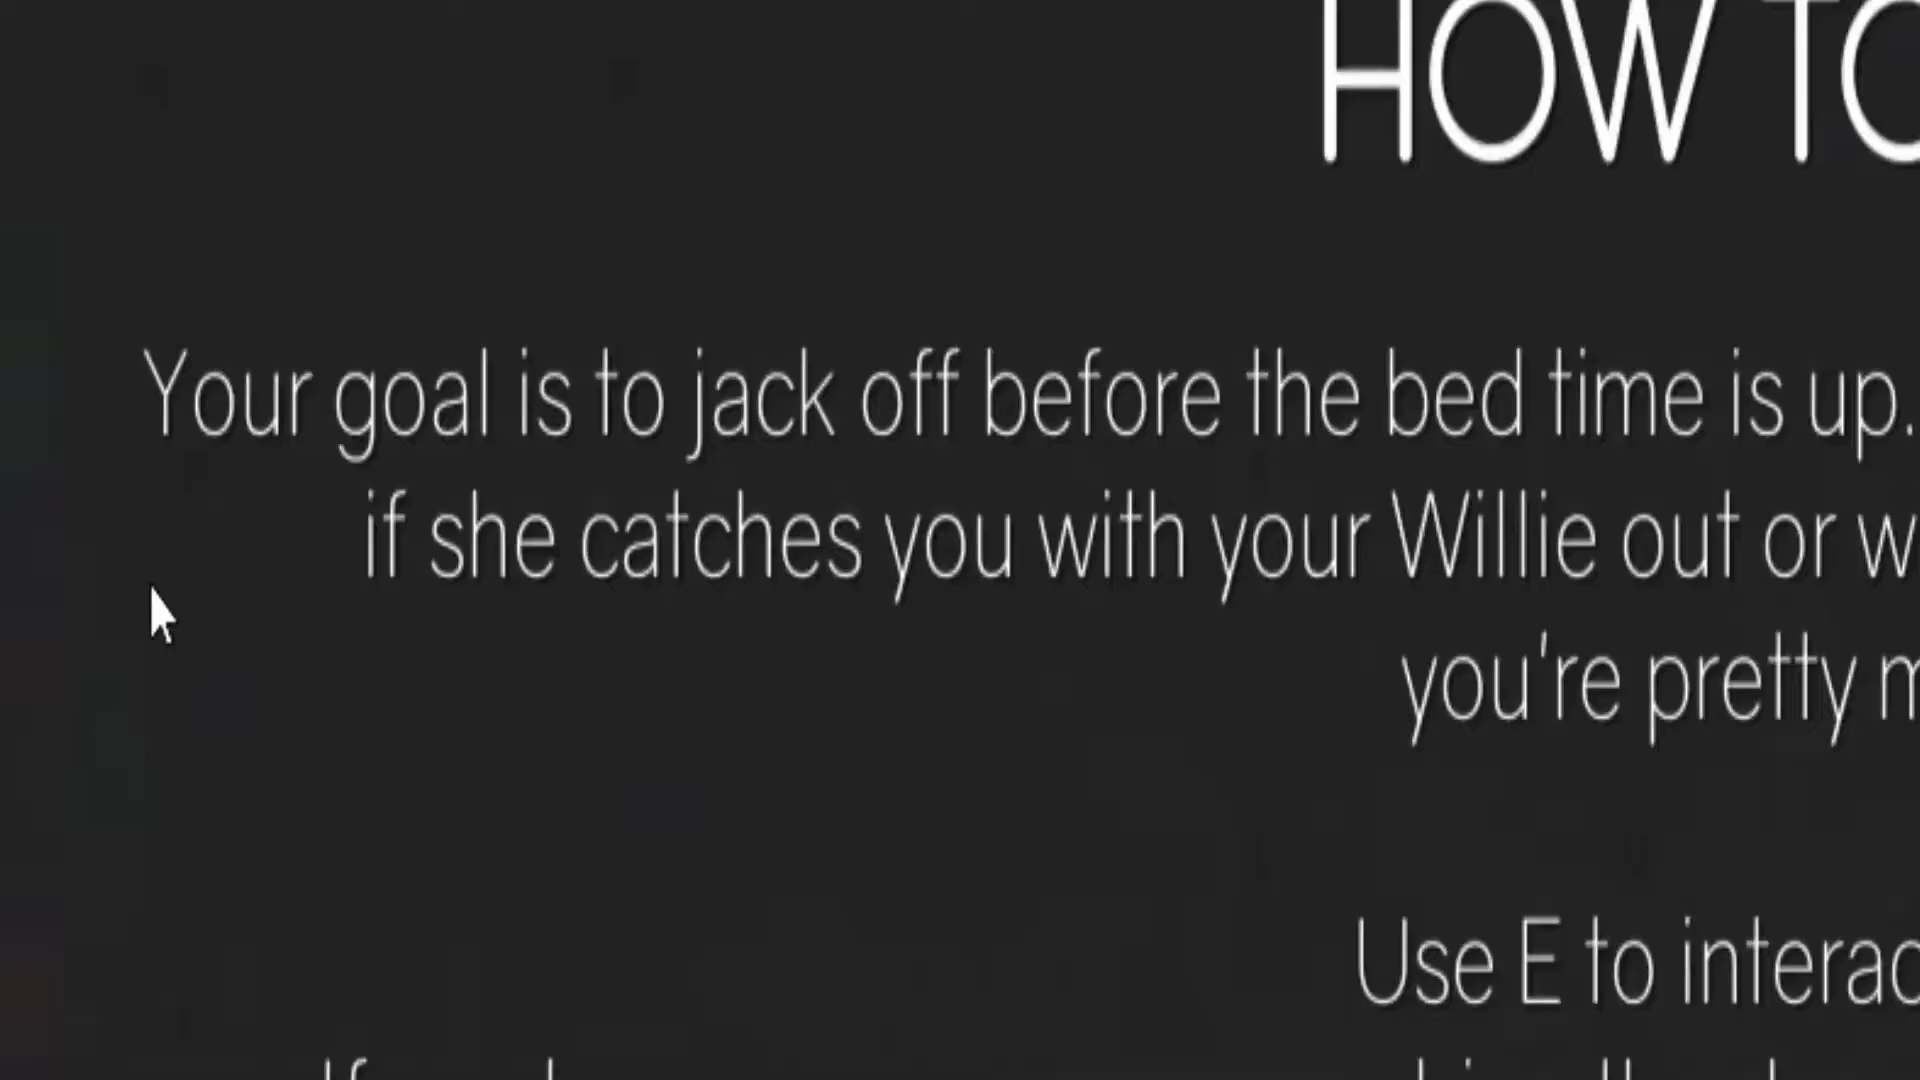 HOW TO
Your goal is to jack off before the bed time is up.
if she catches you with your Willie out or
you're pretty
Use E to